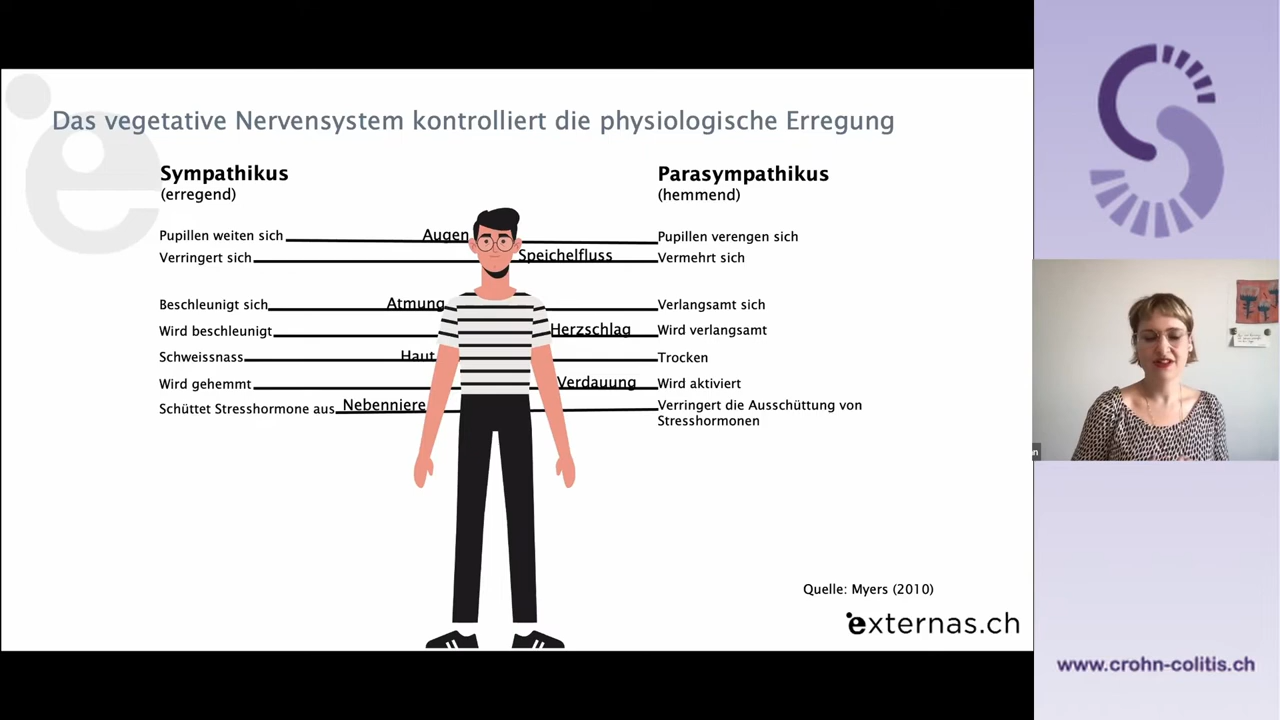 Das vegetative Nervensystem kontrolliert die physiologische Erregung
Sympathikus
(erregend)
Parasympathikus
(hemmend)
Pupillen weiten sich Augen Pupillen verengen sich
Verringert sich Speichelfluss Vermehrt sich
Beschleunigt sich Atmung Verlangsamt sich
Wird beschleunigt Herzschlag Wird verlangsamt
Schweissnass Haut Trocken
Wird gehemmt Verdauung Wird aktiviert
Schüttet Stresshormone aus Nebenniere Verringert die Ausschüttung von
Stresshormonen
Quelle: Myers (2010)
externas.ch
www.crohn-colitis.ch